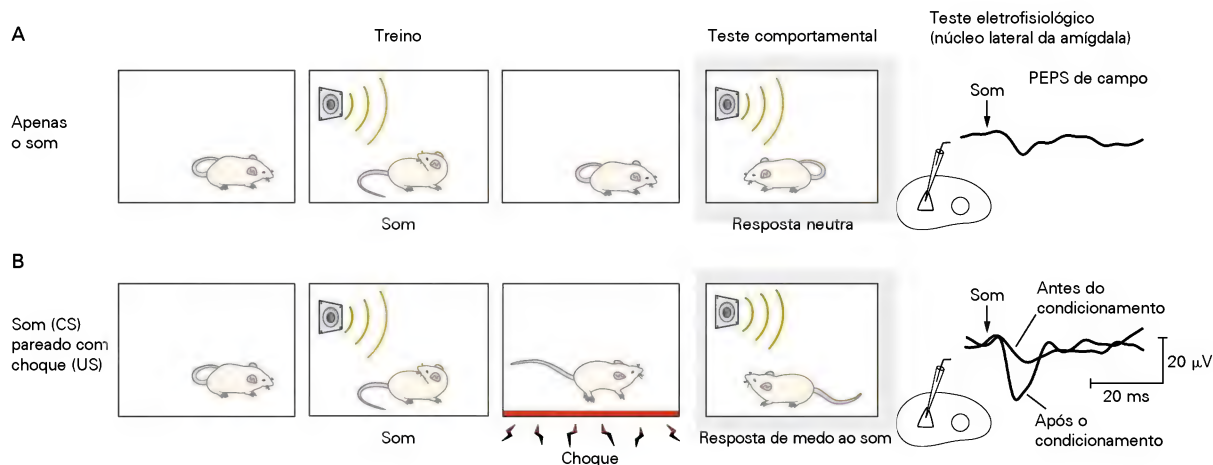 A
Treino
Teste comportamental
Teste eletrofisiológico
(núcleo lateral da amígdala)
Apenas
o som
Som
PEPS de campo
Som
Resposta neutra
B
Som (CS)
pareado com
choque (US)
Som
Antes do
condicionamento
20 μV
20 ms
Som
Choque
Resposta de medo ao som
Após o
condicionamento